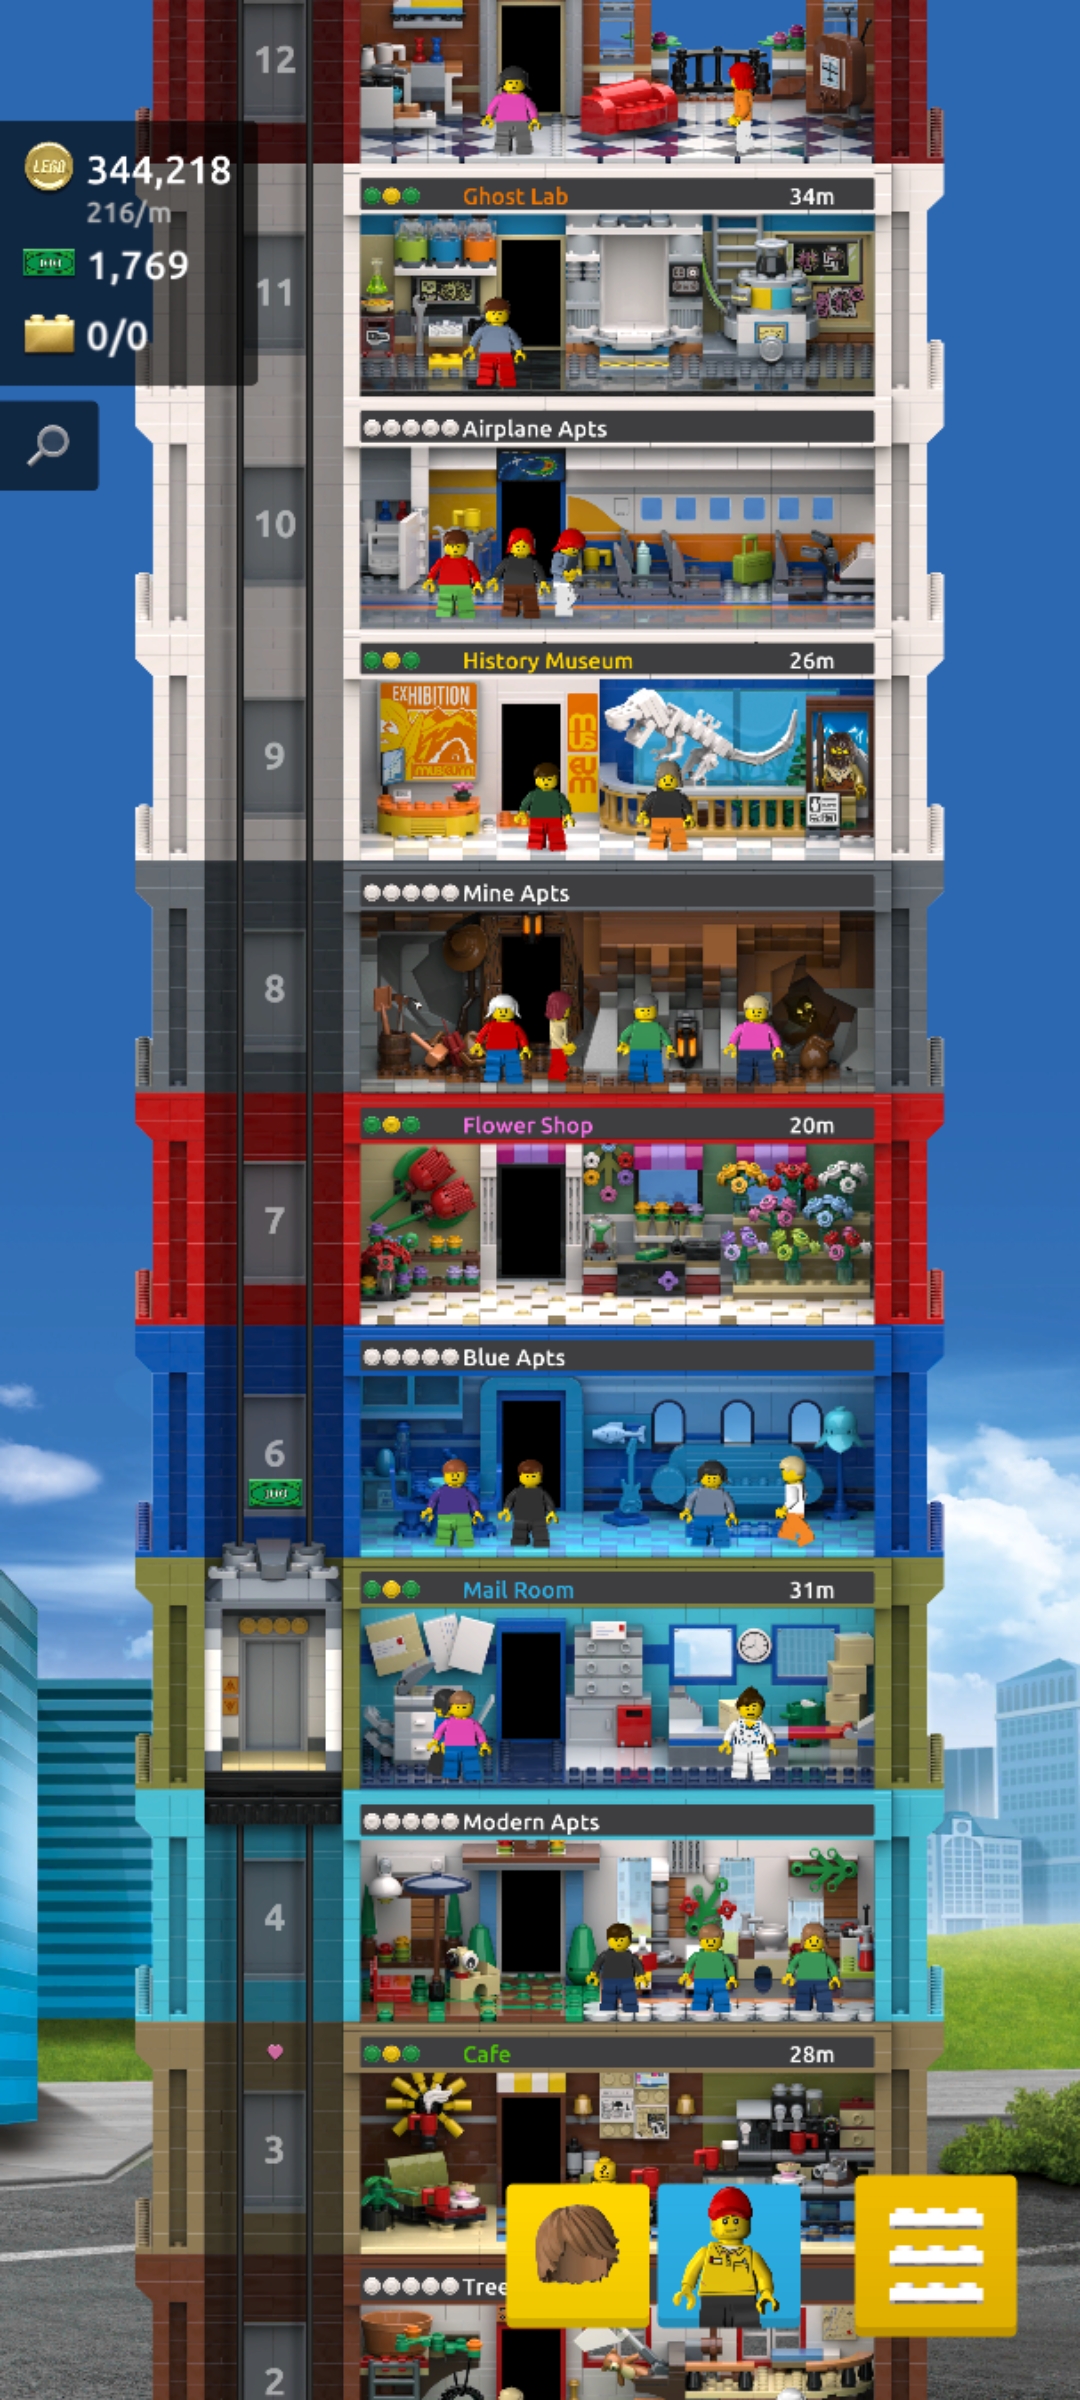 12
LEGO
344,218
216/m
1,769
0/0
Ghost Lab
34m
11
Airplane Apts
10
History Museum
26m
EXHIBITION
museum
9
Mine Apts
8
Flower Shop
20m
7
Blue Apts
6
Mail Room
31m
Modern Apts
4
Cafe
28m
3
Tree
2